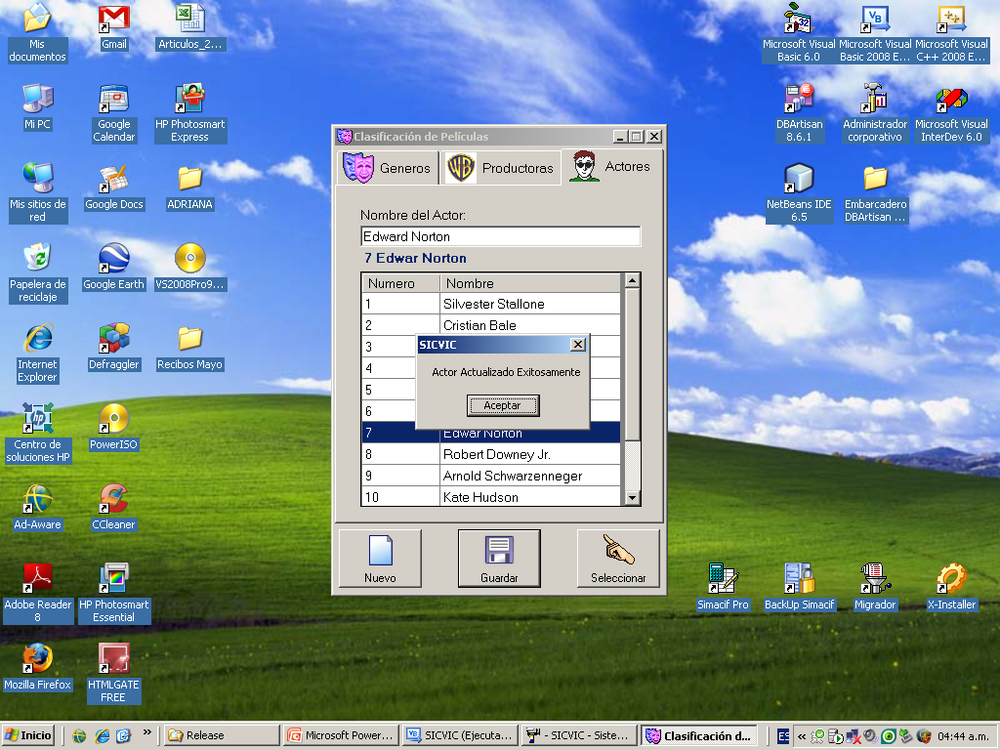 Mis
documentos
Gmail
Articulos_2...
Microsoft Visual
Basic 6.0
Microsoft Visual
Basic 2008 E...
Microsoft Visual
C++ 2008 E...
Mi PC
Google
Calendar
HP Photosmart
Express
DBArtisan
8.6.1
Administrador
corporativo
Microsoft Visual
InterDev 6.0
Mis sitios de
red
Google Docs
ADRIANA
NetBeans IDE
6.5
Embarcadero
DBArtisan ...
Papelera de
reciclaje
Google Earth
VS2008Pro9...
Internet
Explorer
Defraggler
Recibos Mayo
Centro de
soluciones HP
PowerISO
Ad-Aware
CCleaner
Adobe Reader
8
HP Photosmart
Essential
Mozilla Firefox
HTMLGATE
FREE
Simacif Pro
BackUp Simacif
Migrador
X-Installer
Clasificación de Películas
Generos
WB
Productoras
Actores
Nombre del Actor:
Edward Norton
7 Edwar Norton
Numero Nombre
1 Silvester Stallone
2 Cristian Bale
3
4
5
6
7 Edwar Norton
8 Robert Downey Jr.
9 Arnold Schwarzenneger
10 Kate Hudson
SICVIC
Actor Actualizado Exitosamente
Aceptar
Nuevo
Guardar
Seleccionar
Inicio
»
Release
Microsoft Power...
SICVIC (Ejecuta...
- SICVIC - Siste...
Clasificación d...
ES
«
04:44 a.m.